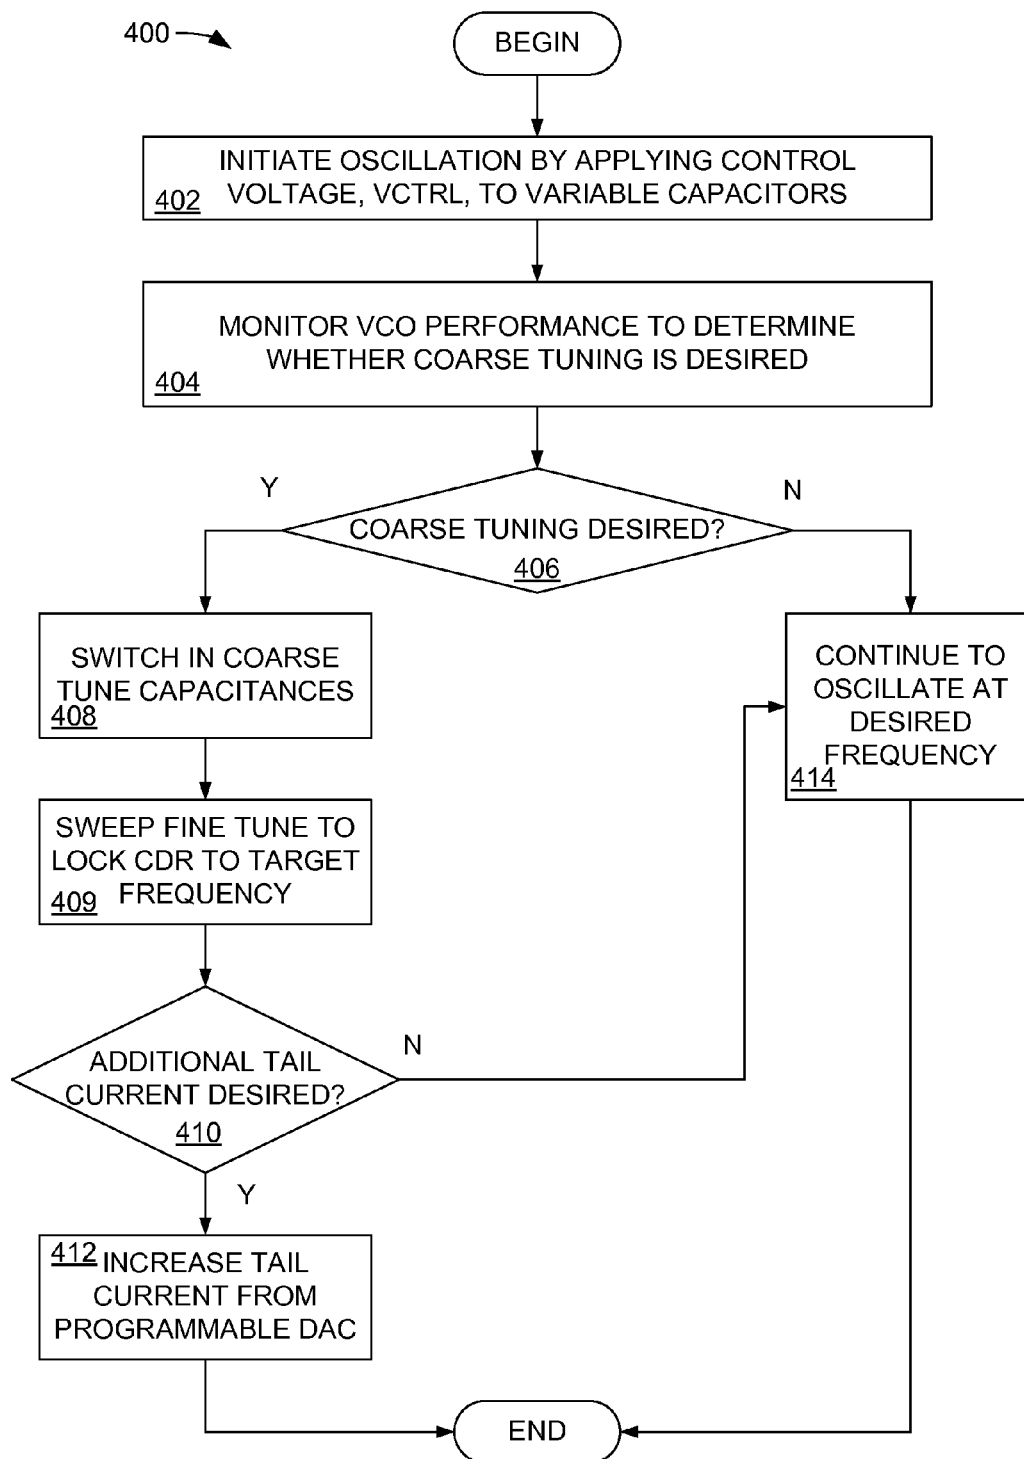 400
BEGIN
INITIATE OSCILLATION BY APPLYING CONTROL
VOLTAGE, VCTRL, TO VARIABLE CAPACITORS
402
MONITOR VCO PERFORMANCE TO DETERMINE
WHETHER COARSE TUNING IS DESIRED
404
Y
N
COARSE TUNING DESIRED?
406
SWITCH IN COARSE
TUNE CAPACITANCES
408
CONTINUE TO
OSCILLATE AT
DESIRED
FREQUENCY
414
SWEEP FINE TUNE TO
LOCK CDR TO TARGET
FREQUENCY
409
ADDITIONAL TAIL
CURRENT DESIRED?
410
N
Y
412
INCREASE TAIL
CURRENT FROM
PROGRAMMABLE DAC
END